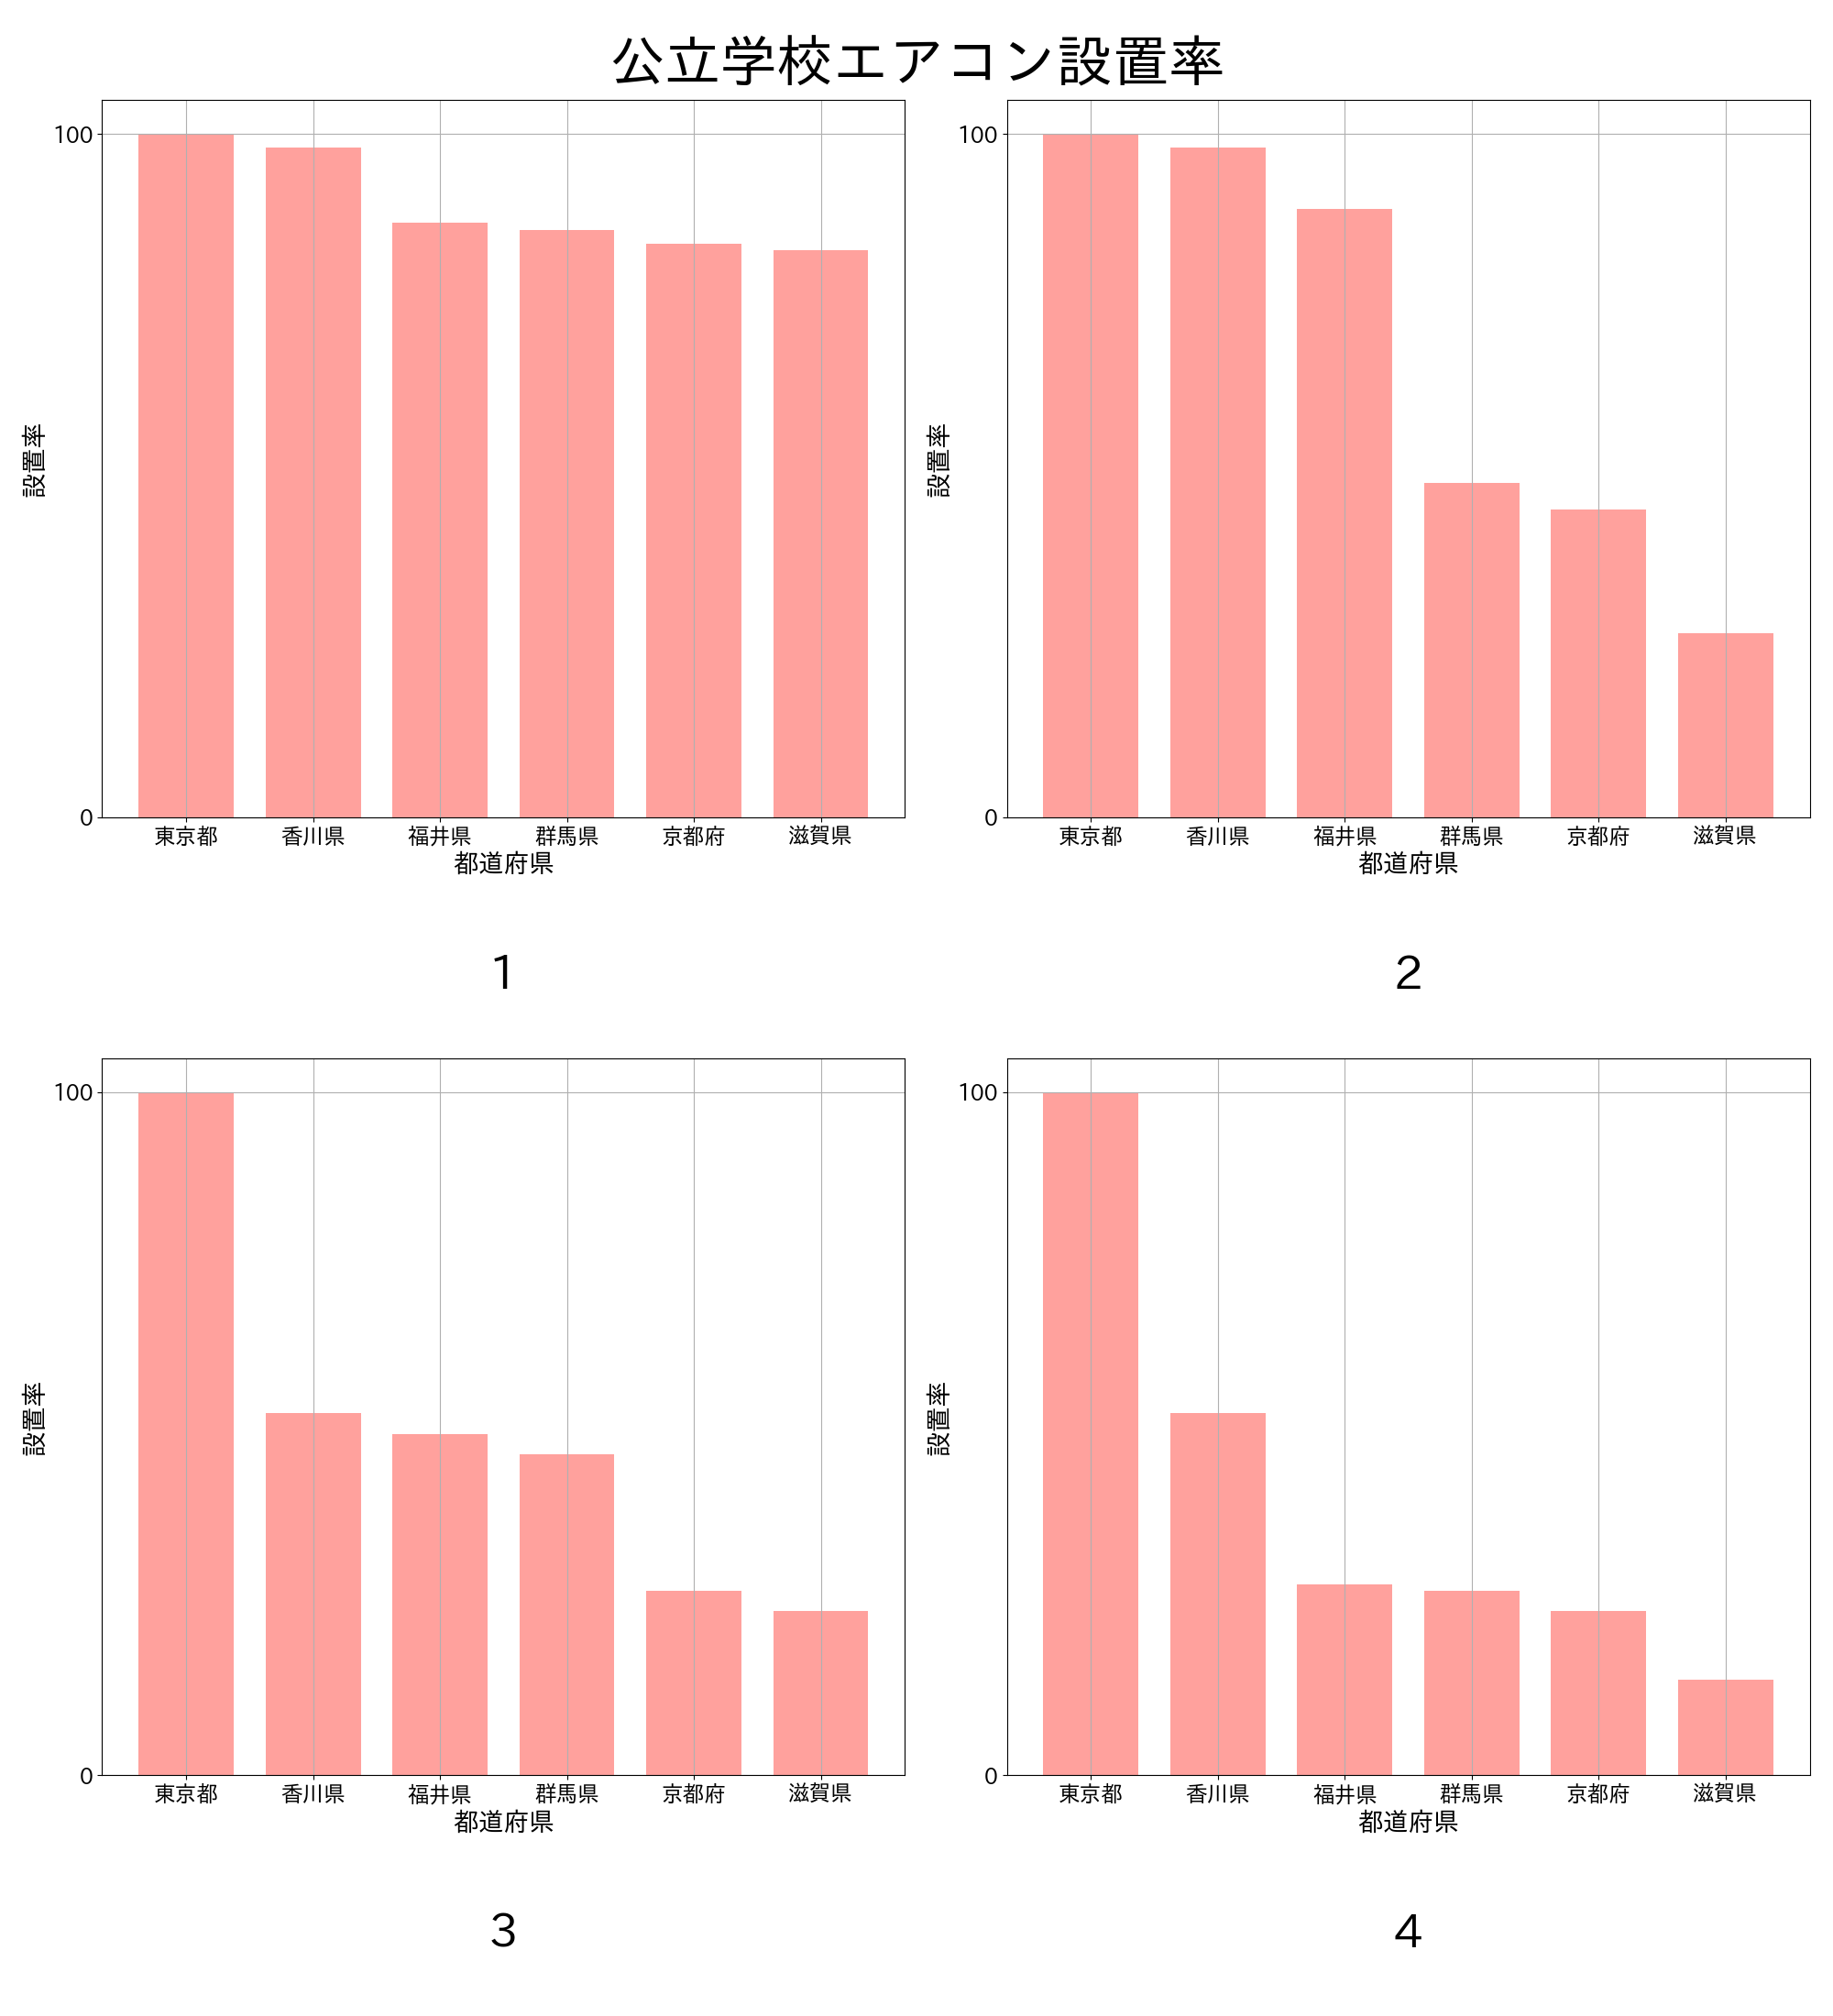 公立学校エアコン設置率
100
設置率
0
東京都 香川県 福井県 群馬県 京都府 滋賀県
都道府県
1
100
設置率
0
東京都 香川県 福井県 群馬県 京都府 滋賀県
都道府県
2
100
設置率
0
東京都 香川県 福井県 群馬県 京都府 滋賀県
都道府県
3
100
設置率
0
東京都 香川県 福井県 群馬県 京都府 滋賀県
都道府県
4